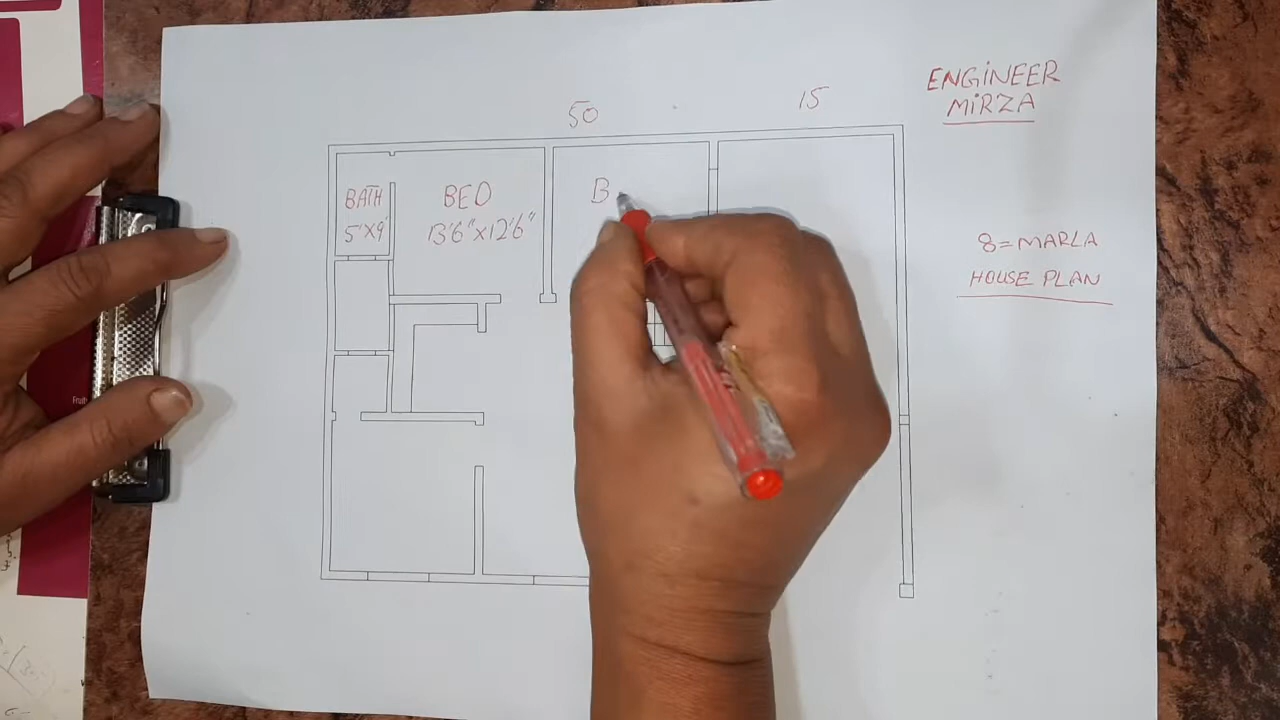 ENGINEER
MIRZA
50
15
BATH
5'X9'
BED
13'6"X12'6"
B
8=MARLA
HOUSE PLAN